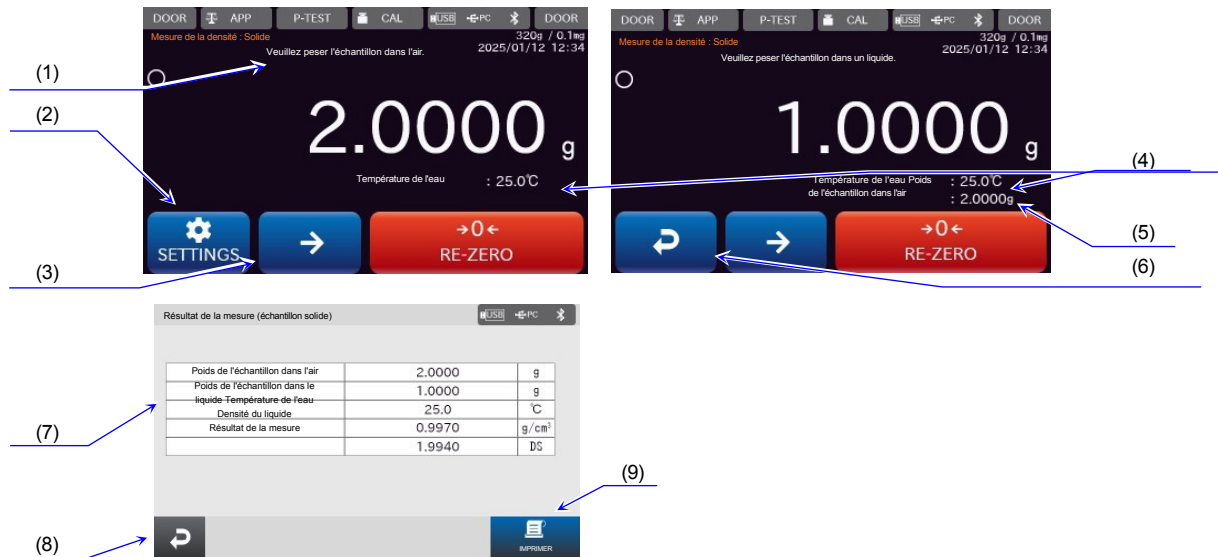 DOOR APP P-TEST CAL USB PC DOOR
Mesure de la densité : Solide
320g / 0.1mg
2025/01/12 12:34
Veuillez peser l'échantillon dans l'air.
2.0000 g
Température de l'eau : 25.0℃
SETTINGS
→
→0←
RE-ZERO
DOOR APP P-TEST CAL USB PC DOOR
Mesure de la densité : Solide
320g / 0.1mg
2025/01/12 12:34
Veuillez peser l'échantillon dans un liquide.
1.0000 g
Température de l'eau Poids : 25.0℃
de l'échantillon dans l'air : 2.0000g
→
→0←
RE-ZERO
(1)
(2)
(3)
(4)
(5)
(6)
Résultat de la mesure (échantillon solide)
USB PC
Poids de l'échantillon dans l'air 2.0000 g
Poids de l'échantillon dans le 1.0000 g
liquide Température de l'eau
Densité du liquide 25.0 ℃
Résultat de la mesure 0.9970 g/cm³
1.9940 DS
IMPRIMER
(7)
(8)
(9)